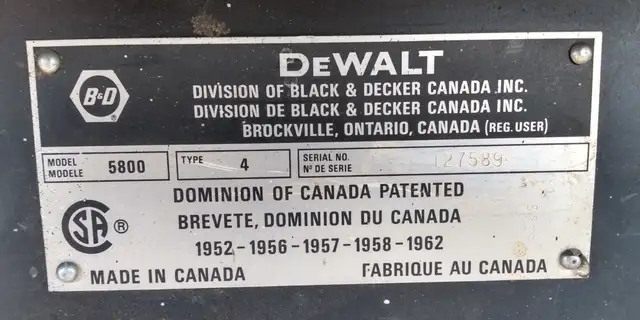 DEWALT
B&D
®
DIVISION OF BLACK & DECKER CANADA INC.
DIVISION DE BLACK & DECKER CANADA INC.
BROCKVILLE, ONTARIO, CANADA (REG. USER)
MODEL
MODELE
5800
TYPE
4
SERIAL NO.
Nº DE SERIE
127589
DOMINION OF CANADA PATENTED
BREVETE, DOMINION DU CANADA
1952-1956-1957-1958-1962
CSA ®
MADE IN CANADA
FABRIQUE AU CANADA